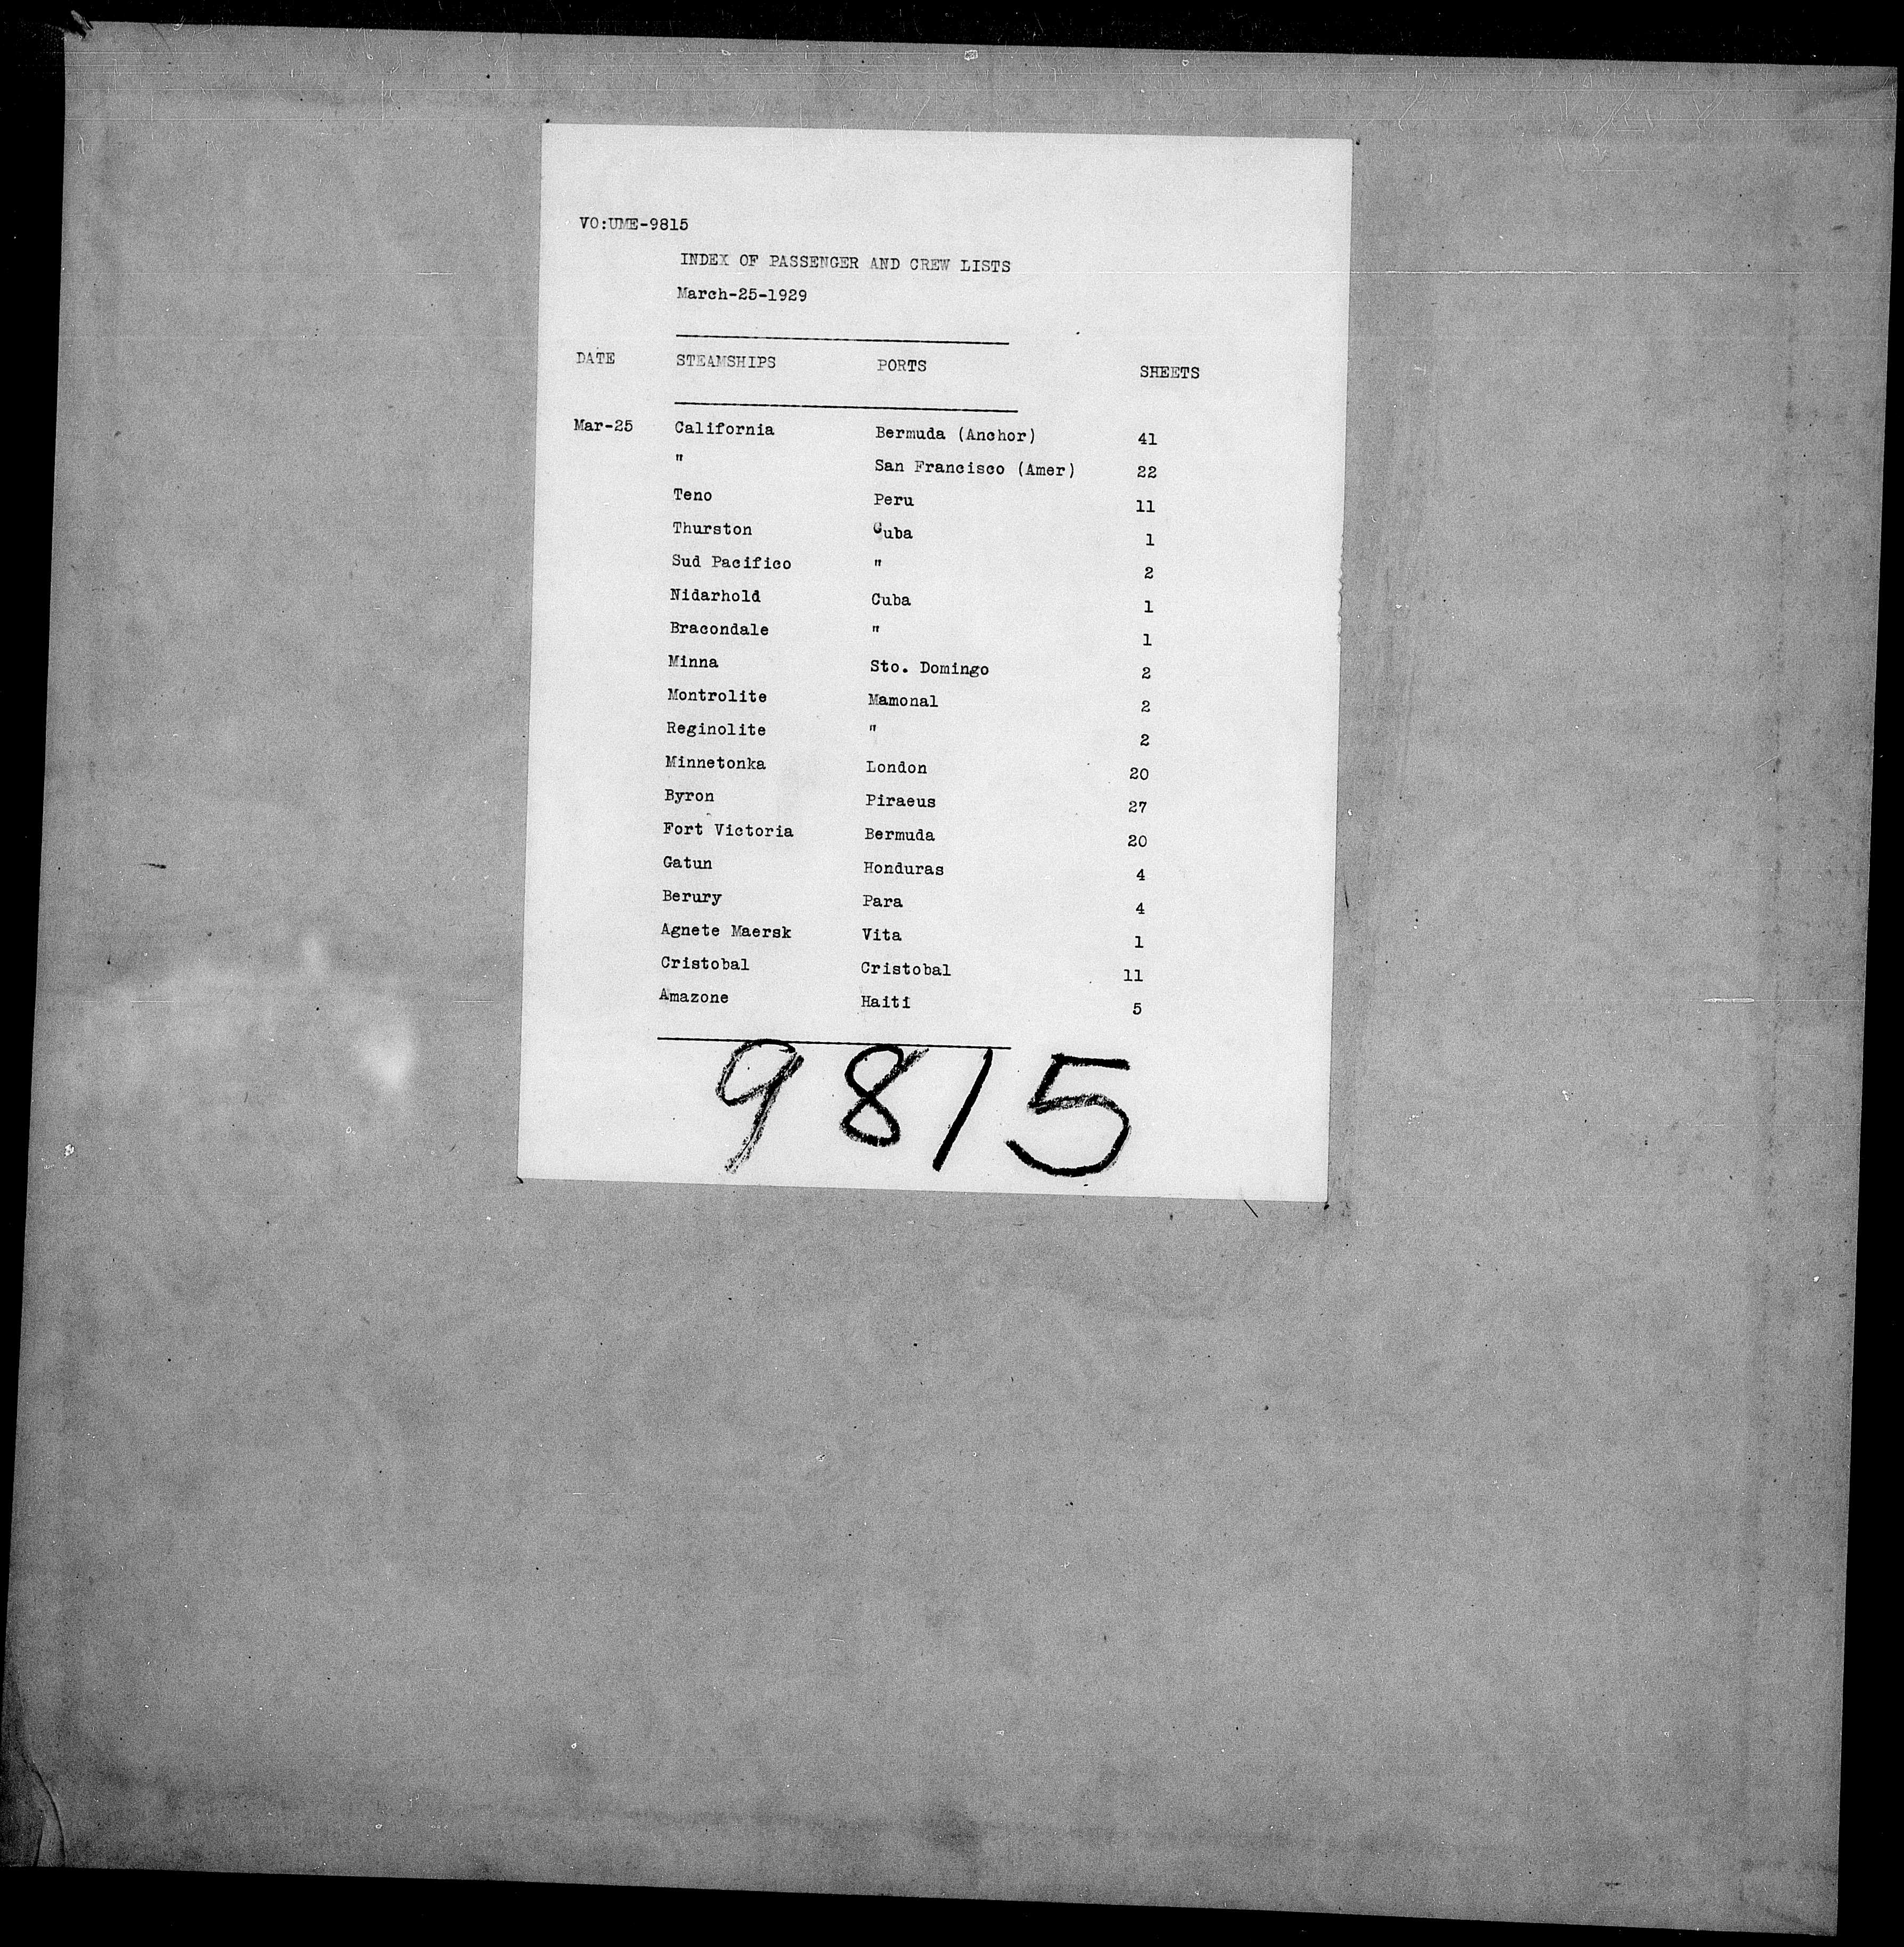 VO:UME-9815
INDEX OF PASSENGER AND CREW LISTS
March-25-1929
DATE STEAMSHIPS PORTS SHEETS
Mar-25 California Bermuda (Anchor) 41
" San Francisco (Amer) 22
Teno Peru 11
Thurston Cuba 1
Sud Pacifico " 2
Nidarhold Cuba 1
Bracondale " 1
Minna Sto. Domingo 2
Montrolite Mamonal 2
Reginolite " 2
Minnetonka London 20
Byron Piraeus 27
Fort Victoria Bermuda 20
Gatun Honduras 4
Berury Para 4
Agnete Maersk Vita 1
Cristobal Cristobal 11
Amazone Haiti 5
9815